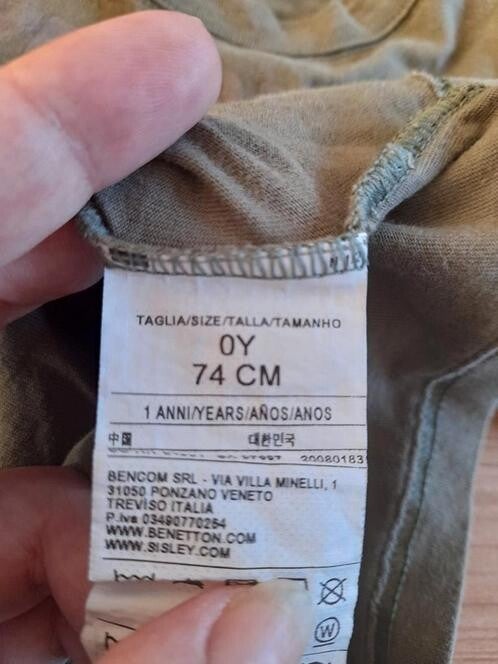 TAGLIA/SIZE/TALLA/TAMANHO
0Y
74 CM
1 ANNI/YEARS/AÑOS/ANOS
中国 대한민국
20080183
BENCOM SRL - VIA VILLA MINELLI, 1
31050 PONZANO VENETO
TREVISO ITALIA
P.iva 03490770264
WWW.BENETTON.COM
WWW.SISLEY.COM
W